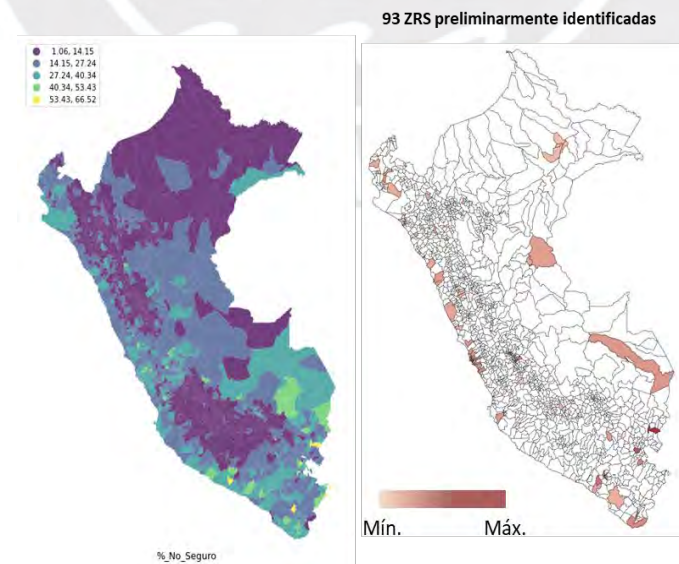 93 ZRS preliminarmente identificadas
1.06, 14.15
14.15, 27.24
27.24, 40.34
40.34, 53.43
53.43, 66.52
Mín. Máx.
%_No_Seguro